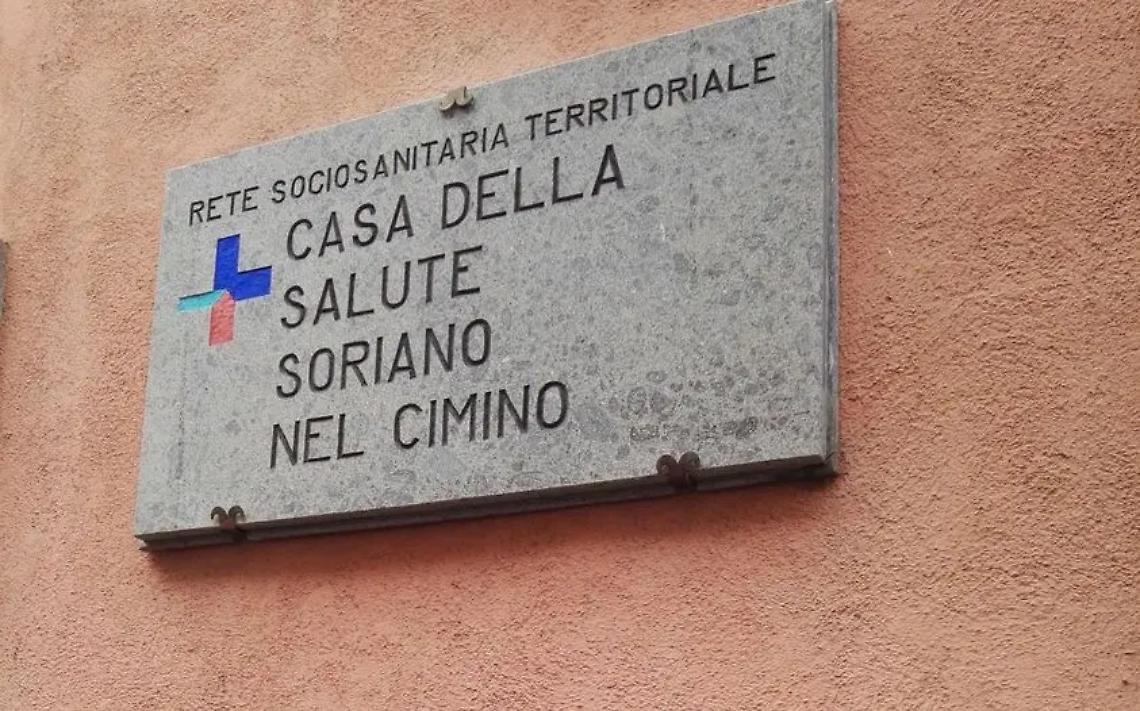 RETE SOCIOSANITARIA TERRITORIALE
CASA DELLA
SALUTE
SORIANO
NEL CIMINO